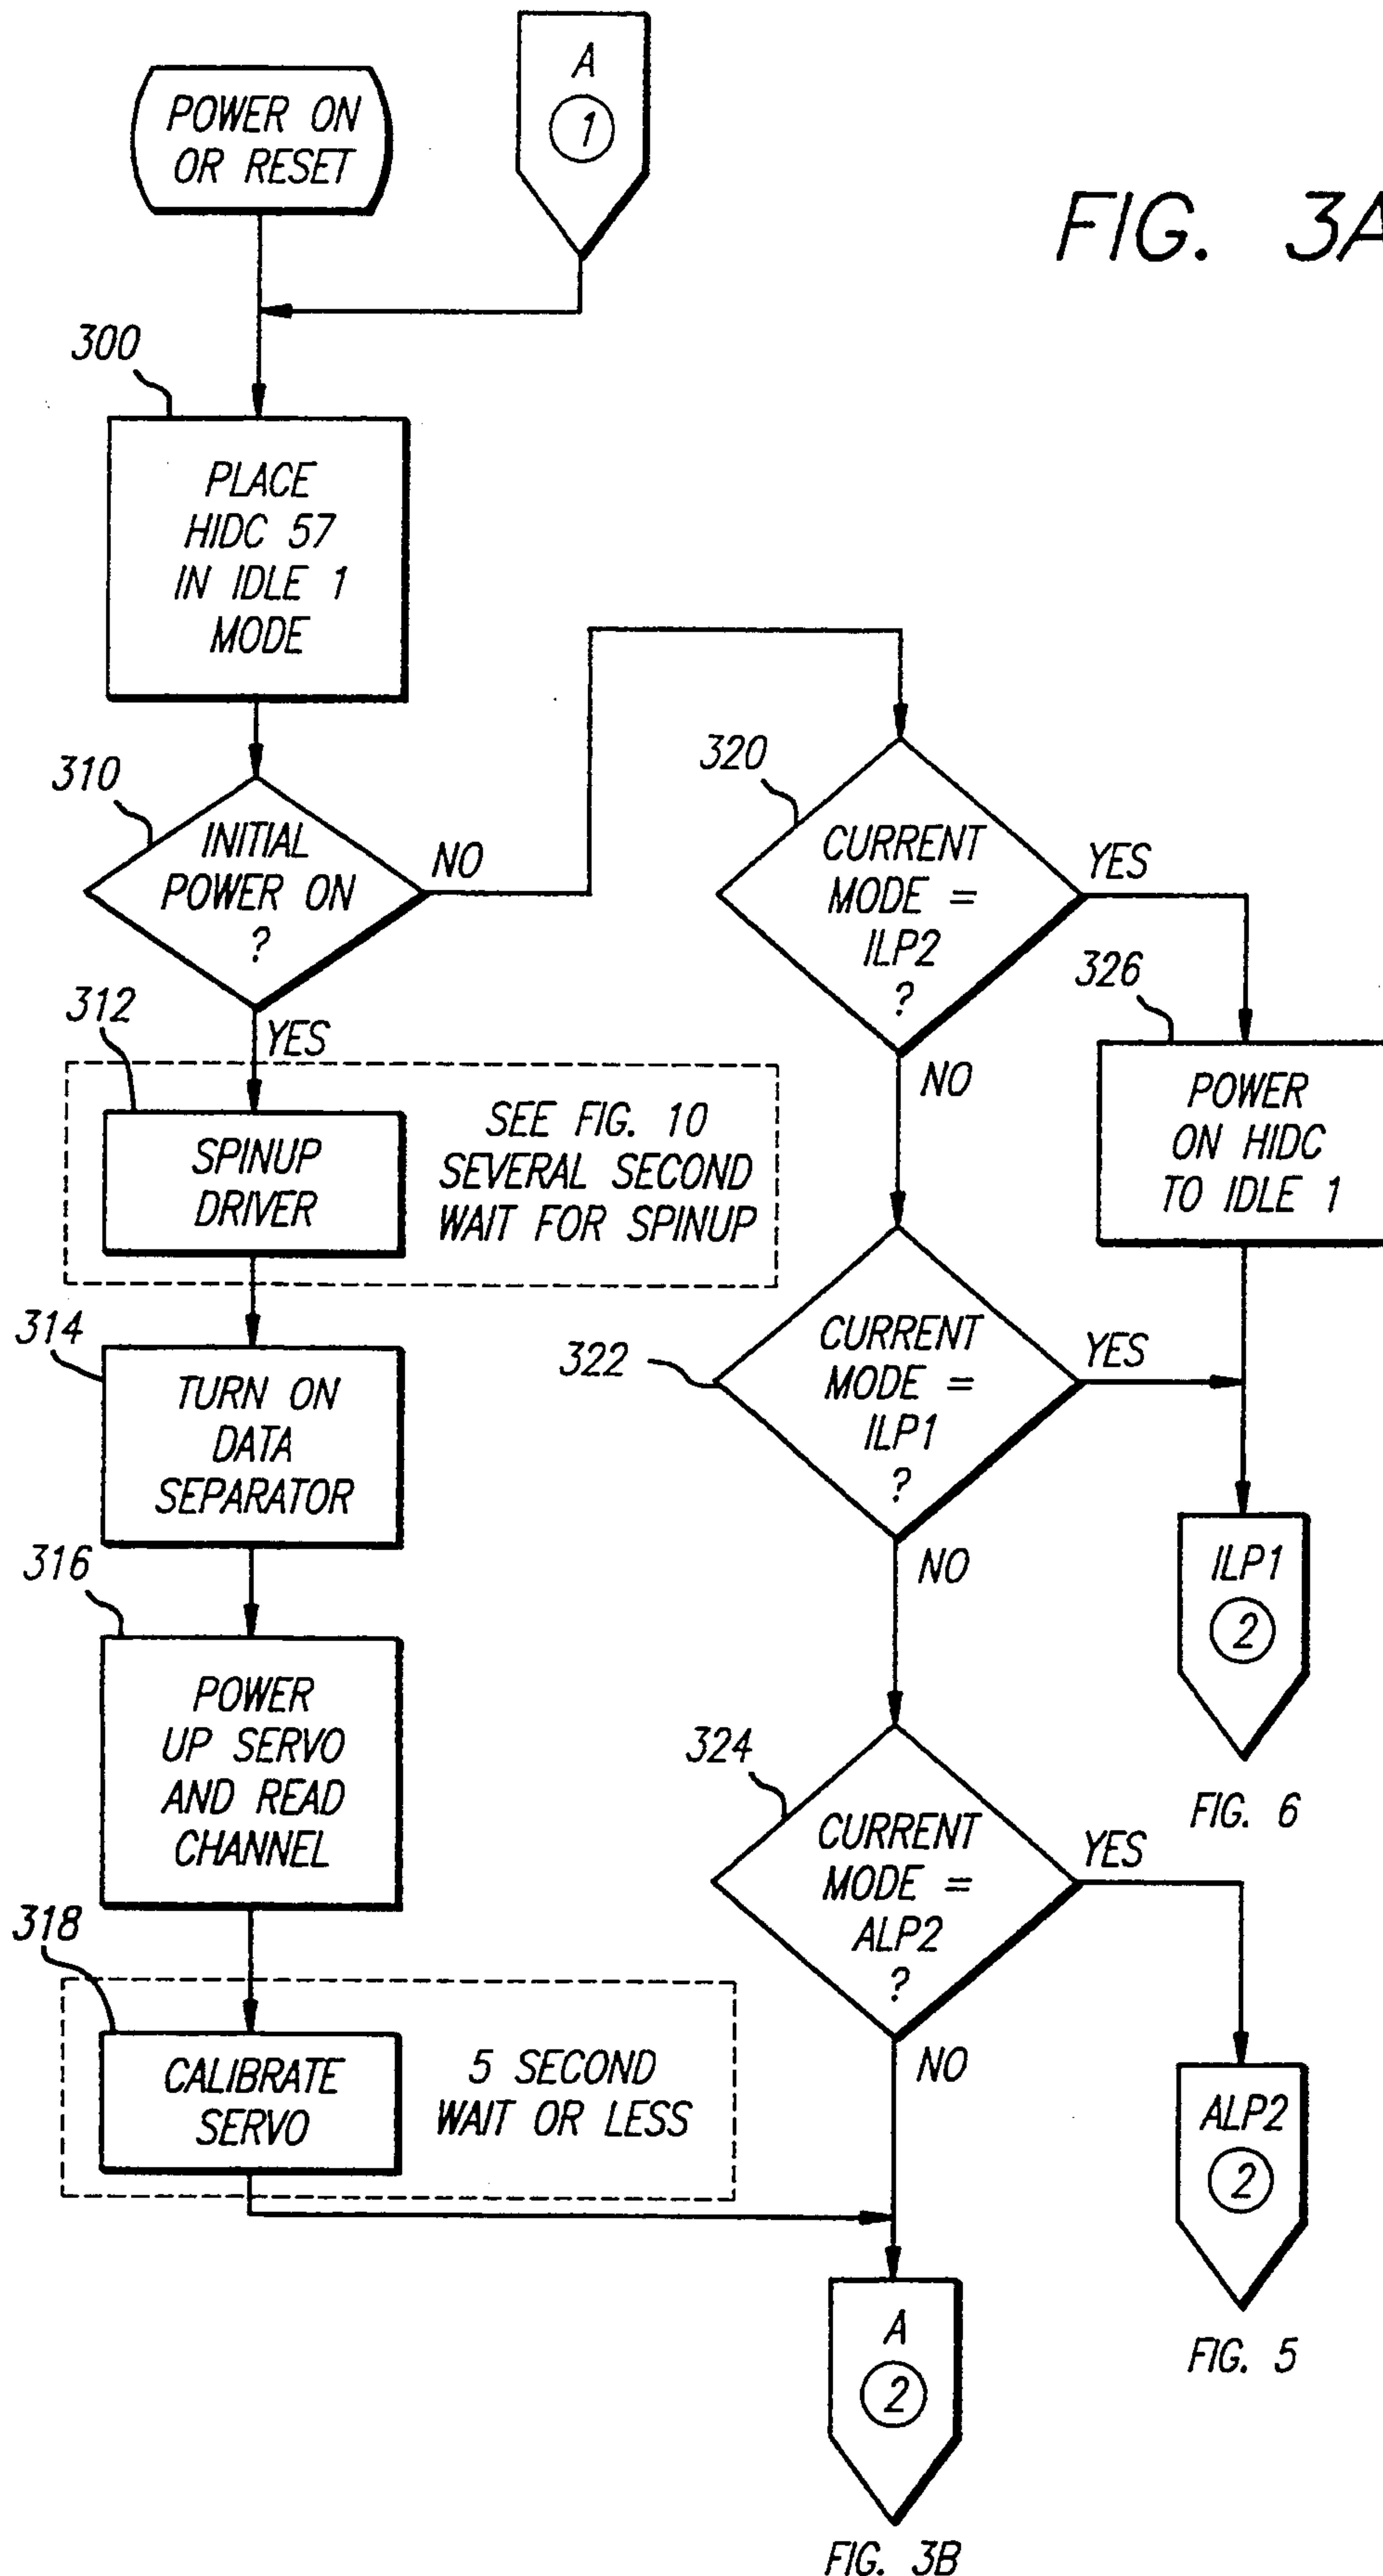 A
1
POWER ON
OR RESET
FIG. 3A
300
PLACE
HIDC 57
IN IDLE 1
MODE
310
INITIAL
POWER ON
?
NO
YES
312
SPINUP
DRIVER
SEE FIG. 10
SEVERAL SECOND
WAIT FOR SPINUP
314
TURN ON
DATA
SEPARATOR
316
POWER
UP SERVO
AND READ
CHANNEL
318
CALIBRATE
SERVO
5 SECOND
WAIT OR LESS
320
CURRENT
MODE =
ILP2
?
YES
NO
326
POWER
ON HIDC
TO IDLE 1
322
CURRENT
MODE =
ILP1
?
YES
NO
ILP1
2
FIG. 6
324
CURRENT
MODE =
ALP2
?
YES
NO
ALP2
2
FIG. 5
A
2
FIG. 3B